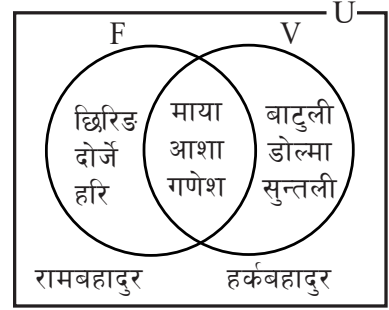 U
F
V
छिरिङ
दोर्जे
हरि
माया
आशा
गणेश
बाटुली
डोल्मा
सुन्तली
रामबहादुर
हर्कबहादुर